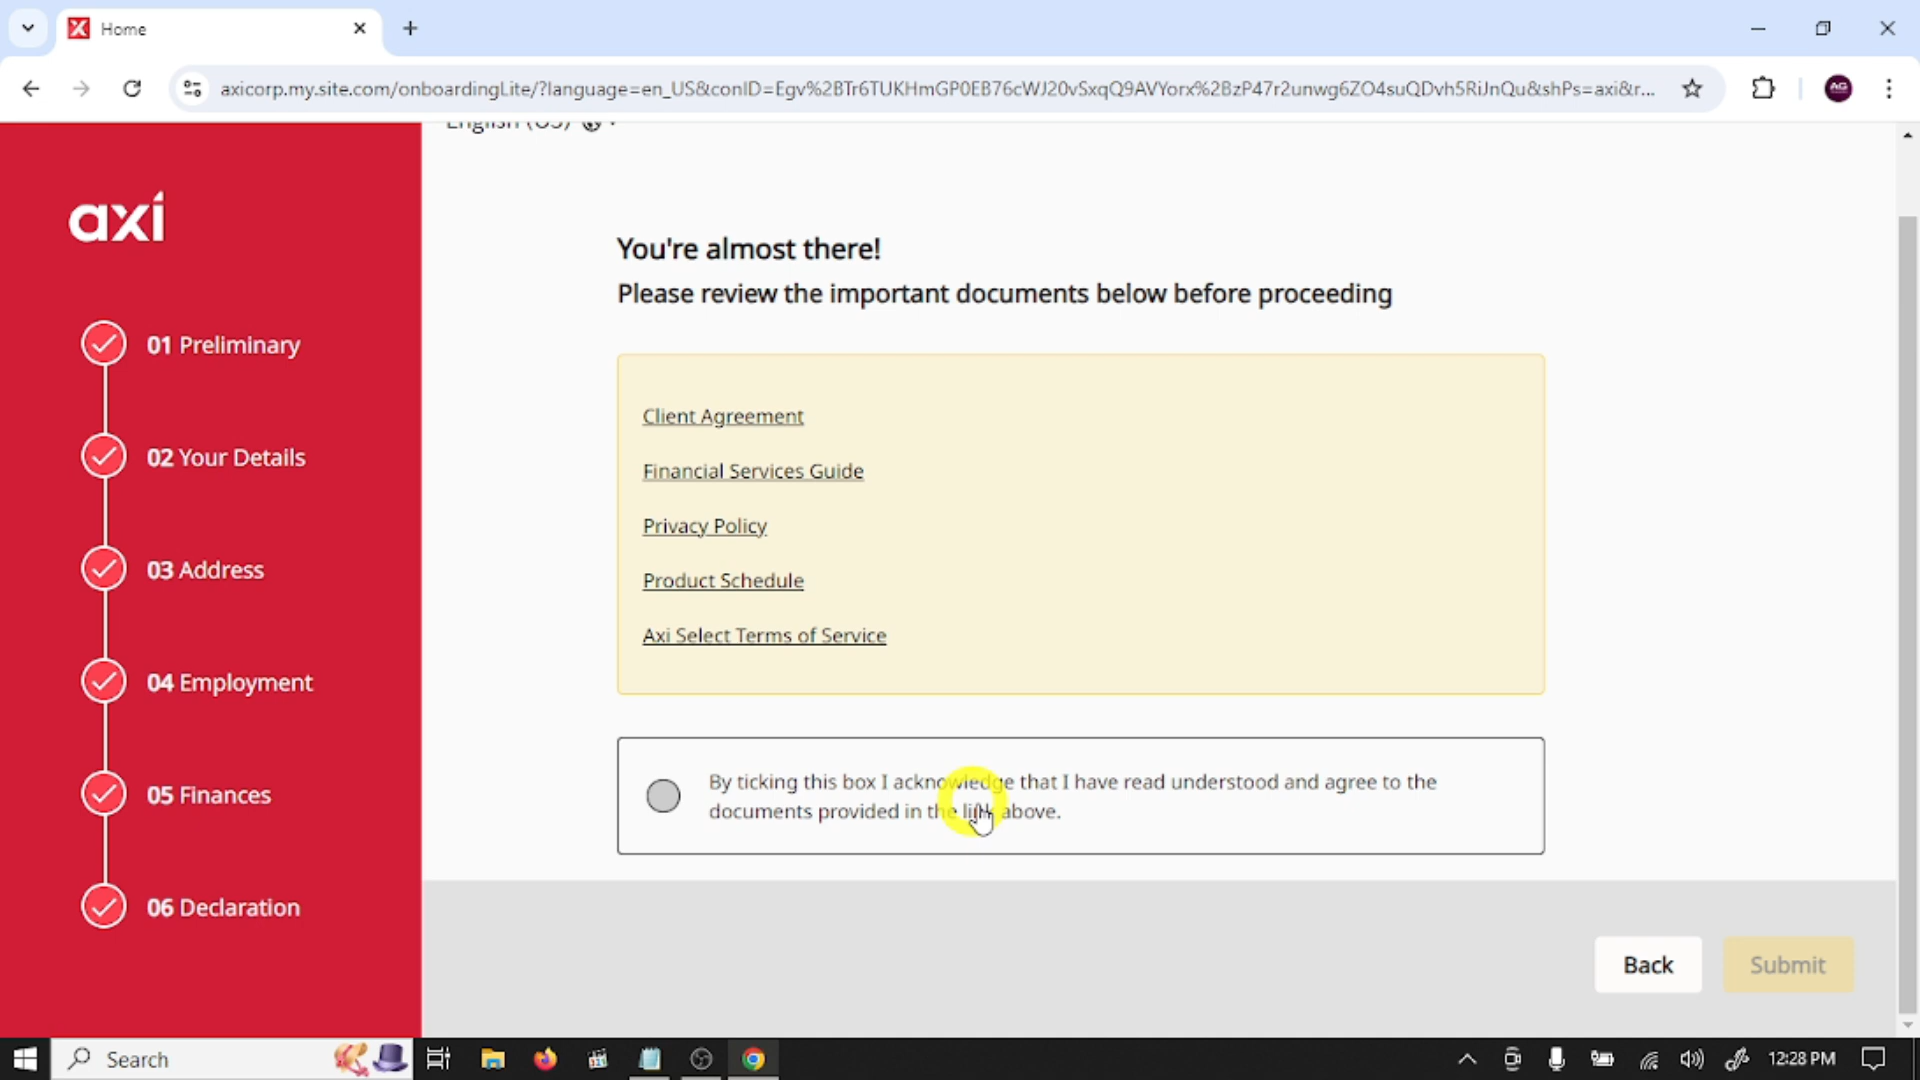 Home
axicorp.my.site.com/onboardingLite/?language=en_US&conID=Egv%2BTr6TUKHmGP0EB76cWJ20vSxqQ9AVYorx%2BzP47r2unwg6ZO4suQDvh5RiJnQu&shPs=axi&r...
AG
English (US)
axi
01 Preliminary
02 Your Details
03 Address
04 Employment
05 Finances
06 Declaration
You're almost there!
Please review the important documents below before proceeding
Client Agreement
Financial Services Guide
Privacy Policy
Product Schedule
Axi Select Terms of Service
By ticking this box I acknowledge that I have read understood and agree to the
documents provided in the link above.
Back
Submit
Search
12:28 PM